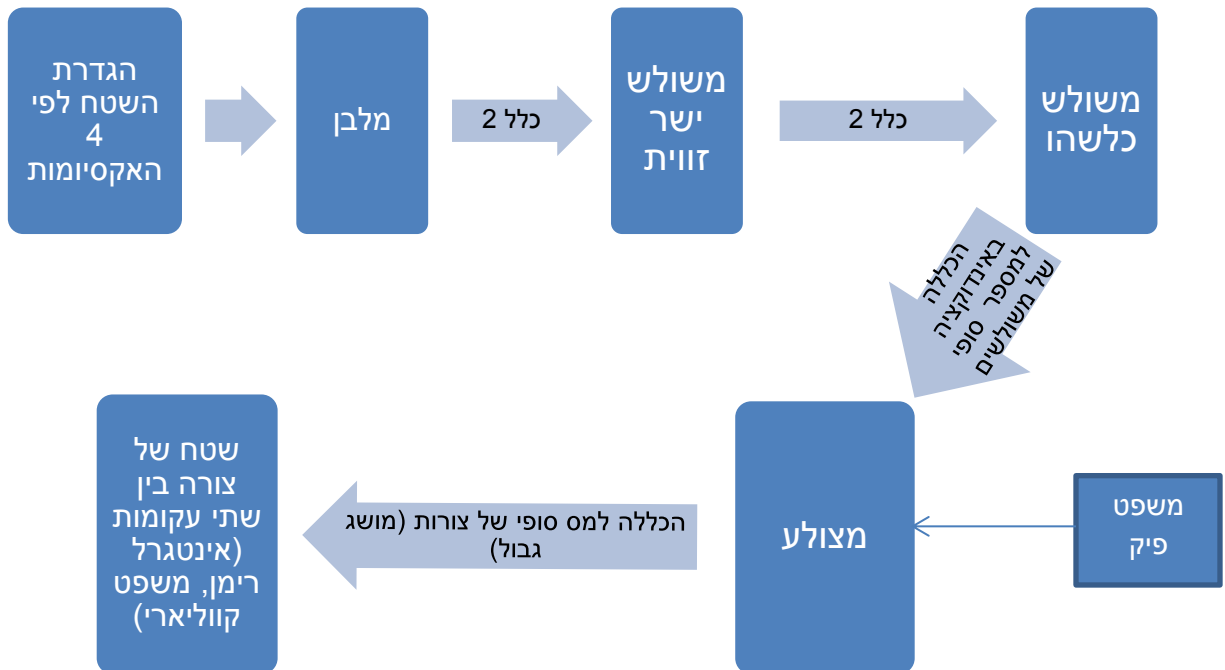 הגדרת
השטח לפי
4
האקסיומות
מלבן
כלל 2
משולש
ישר
זווית
כלל 2
משולש
כלשהו
הכללה
באינדוקציה
למספר סופי
של משולשים
משפט
פיק
מצולע
הכללה למס סופי של צורות (מושג
גבול)
שטח של
צורה בין
שתי עקומות
(אינטגרל
רימן, משפט
קווליארי)